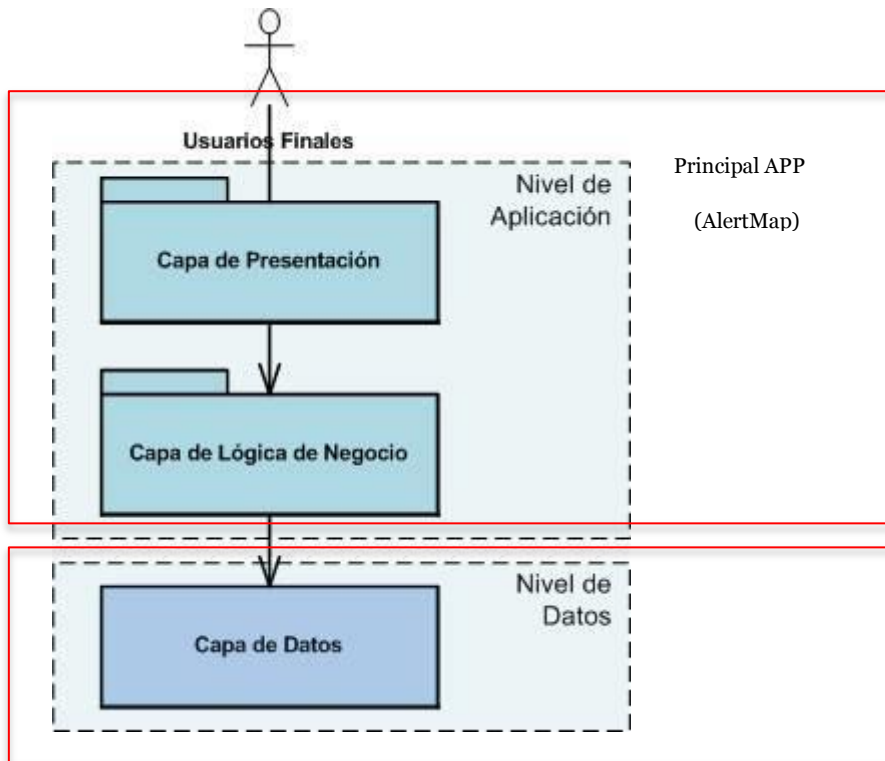 Usuarios Finales
Nivel de
Aplicación
Principal APP
(AlertMap)
Capa de Presentación
Capa de Lógica de Negocio
Nivel de
Datos
Capa de Datos